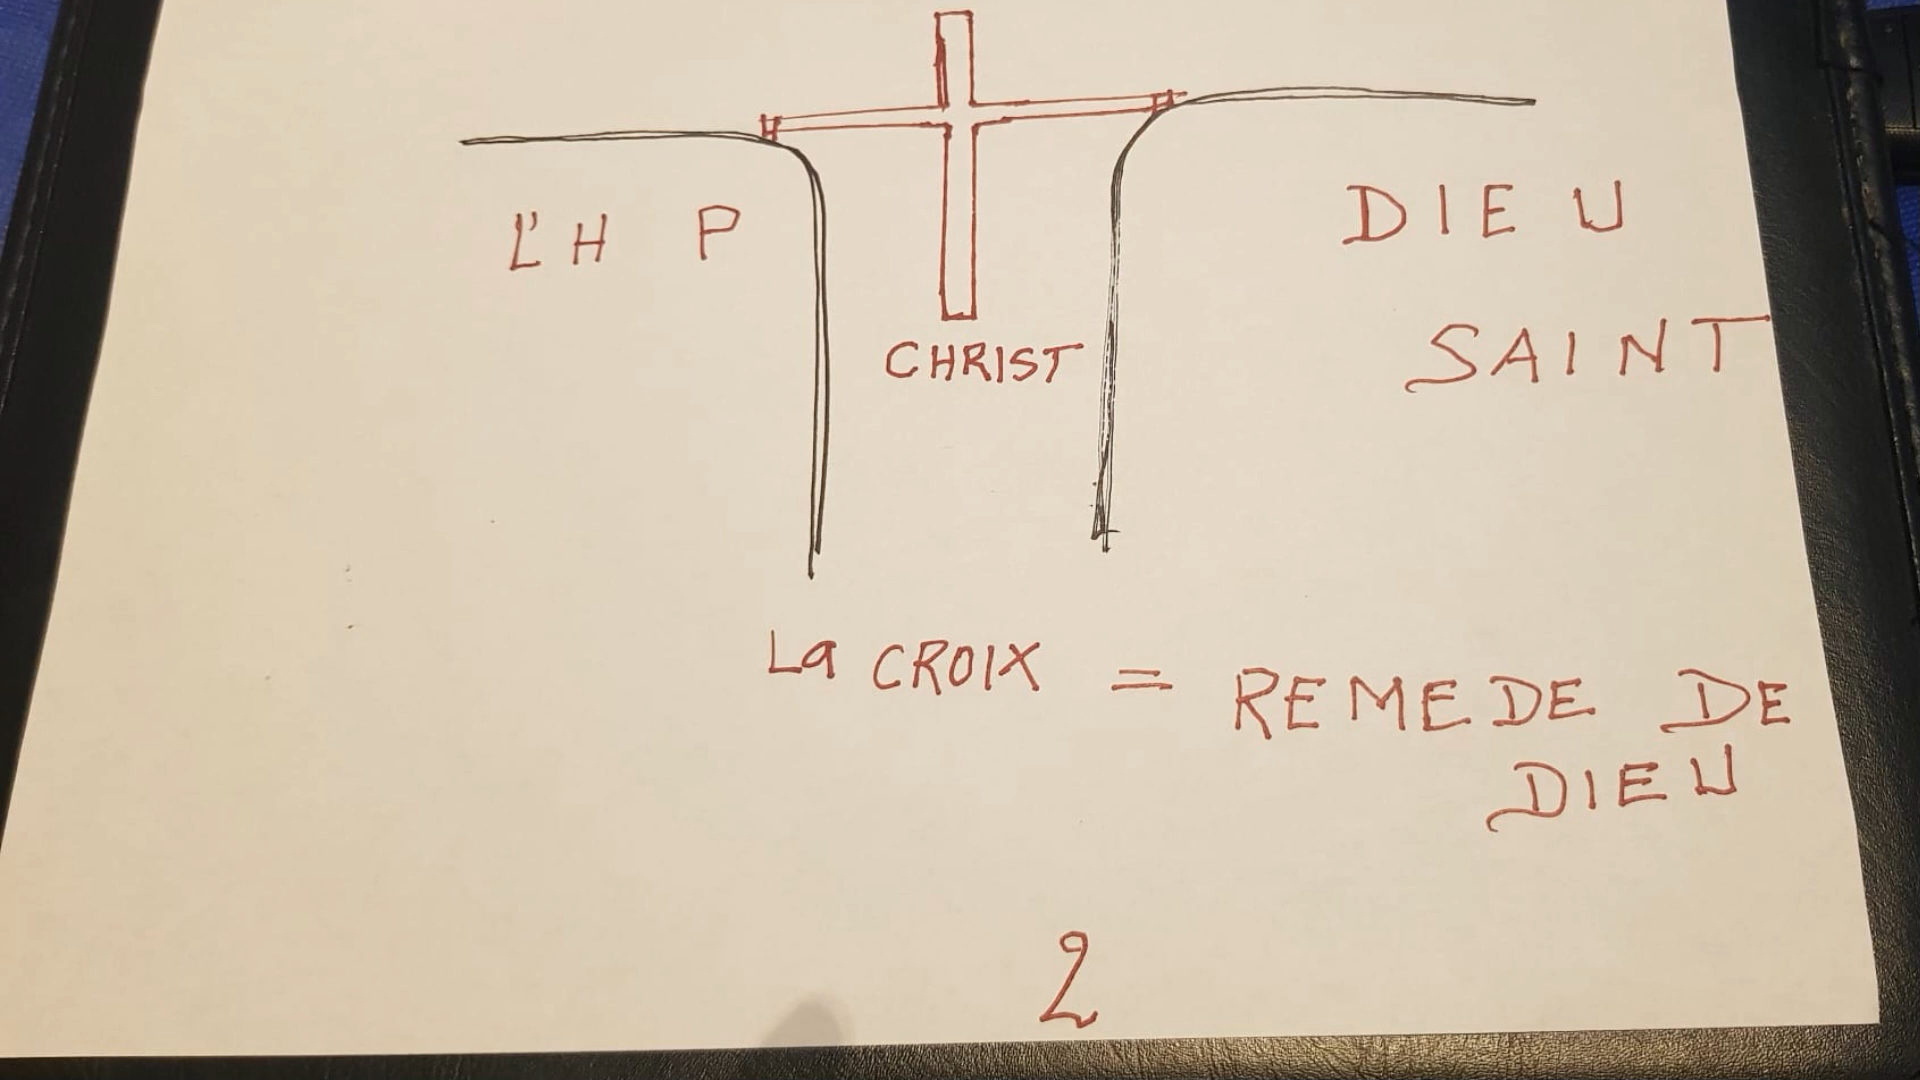 L'H P
DIEU
SAINT
CHRIST
La CROIX = REMEDE DE
DIEU
2